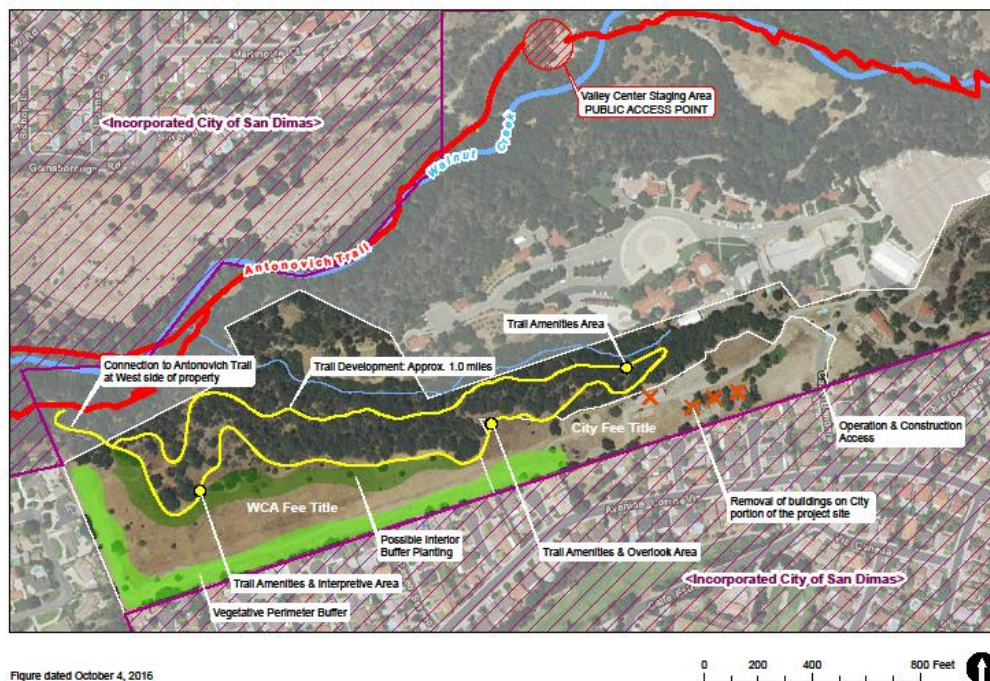 Martingale Ct
<Incorporated City of San Dimas>
Gainsborough Rd
Valley Center Staging Area
PUBLIC ACCESS POINT
Walnut Creek
Antonovich Trail
Trail Amenities Area
Connection to Antonovich Trail
at West side of property
Trail Development: Approx. 1.0 miles
City Fee Title
Operation & Construction
Access
WCA Fee Title
Removal of buildings on City
portion of the project site
Possible Interior
Buffer Planting
Trail Amenities & Overlook Area
Trail Amenities & Interpretive Area
<Incorporated City of San Dimas>
Vegetative Perimeter Buffer
Figure dated October 4, 2016
0 200 400 800 Feet